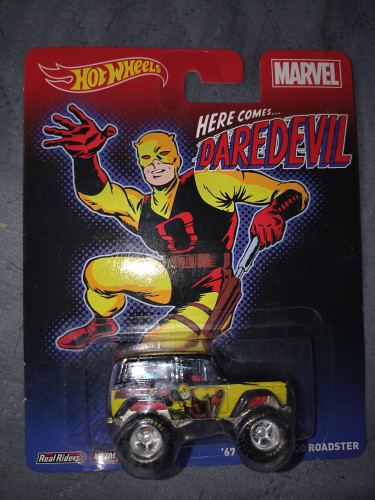 HOT WHEELS
MARVEL
HERE COMES...
DAREDEVIL
Real Riders
'67
ROADSTER